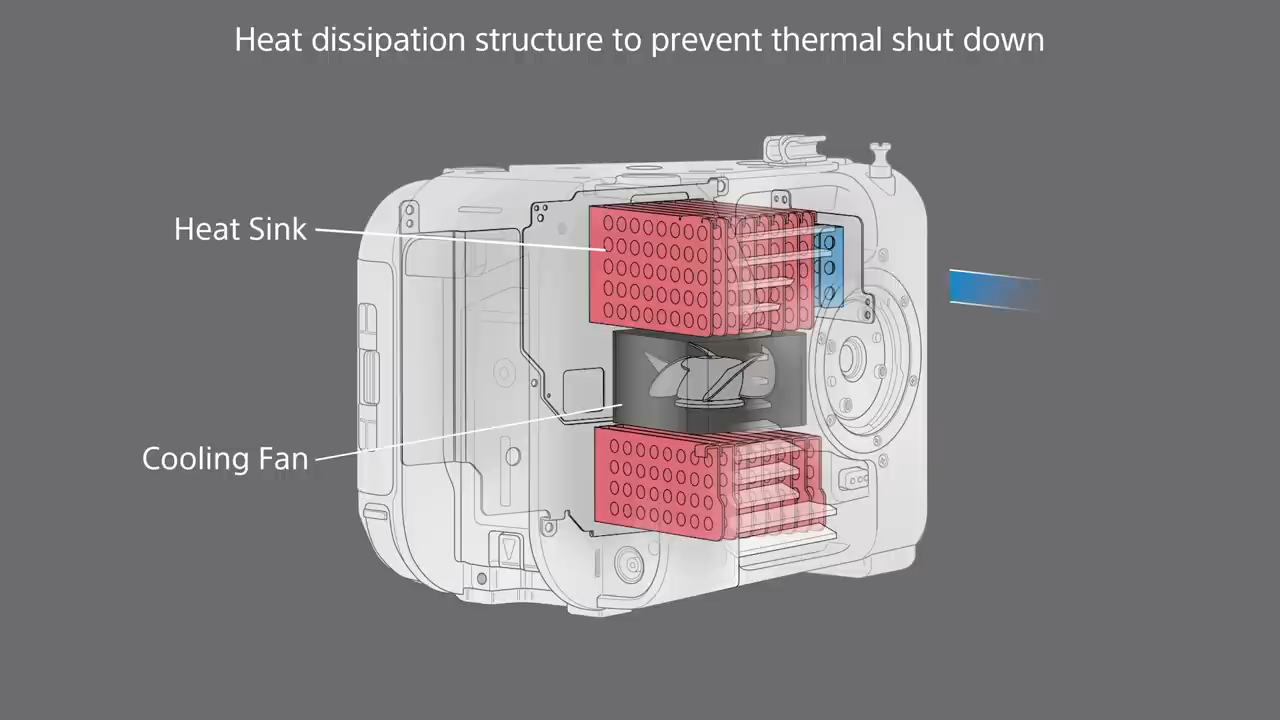 Heat dissipation structure to prevent thermal shut down
Heat Sink
Cooling Fan